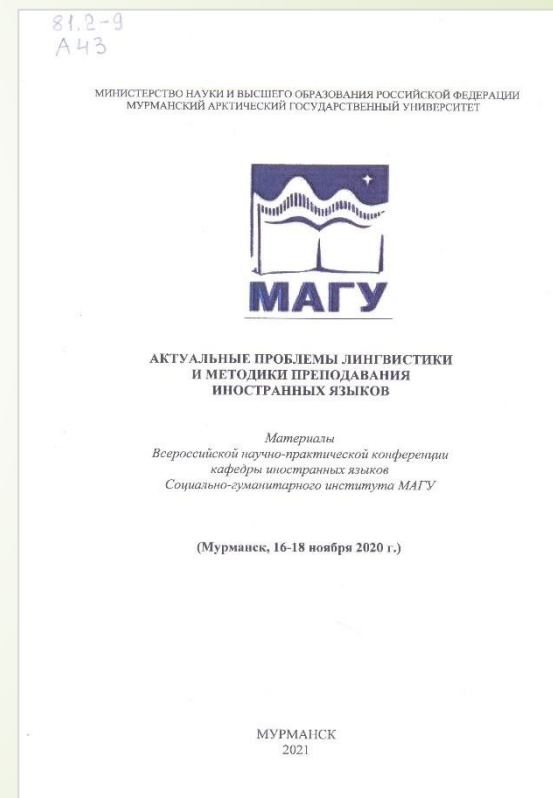 81.2-9
А43
МИНИСТЕРСТВО НАУКИ И ВЫСШЕГО ОБРАЗОВАНИЯ РОССИЙСКОЙ ФЕДЕРАЦИИ
МУРМАНСКИЙ АРКТИЧЕСКИЙ ГОСУДАРСТВЕННЫЙ УНИВЕРСИТЕТ
МАГУ
АКТУАЛЬНЫЕ ПРОБЛЕМЫ ЛИНГВИСТИКИ
И МЕТОДИКИ ПРЕПОДАВАНИЯ
ИНОСТРАННЫХ ЯЗЫКОВ
Материалы
Всероссийской научно-практической конференции
кафедры иностранных языков
Социально-гуманитарного института МАГУ
(Мурманск, 16-18 ноября 2020 г.)
МУРМАНСК
2021